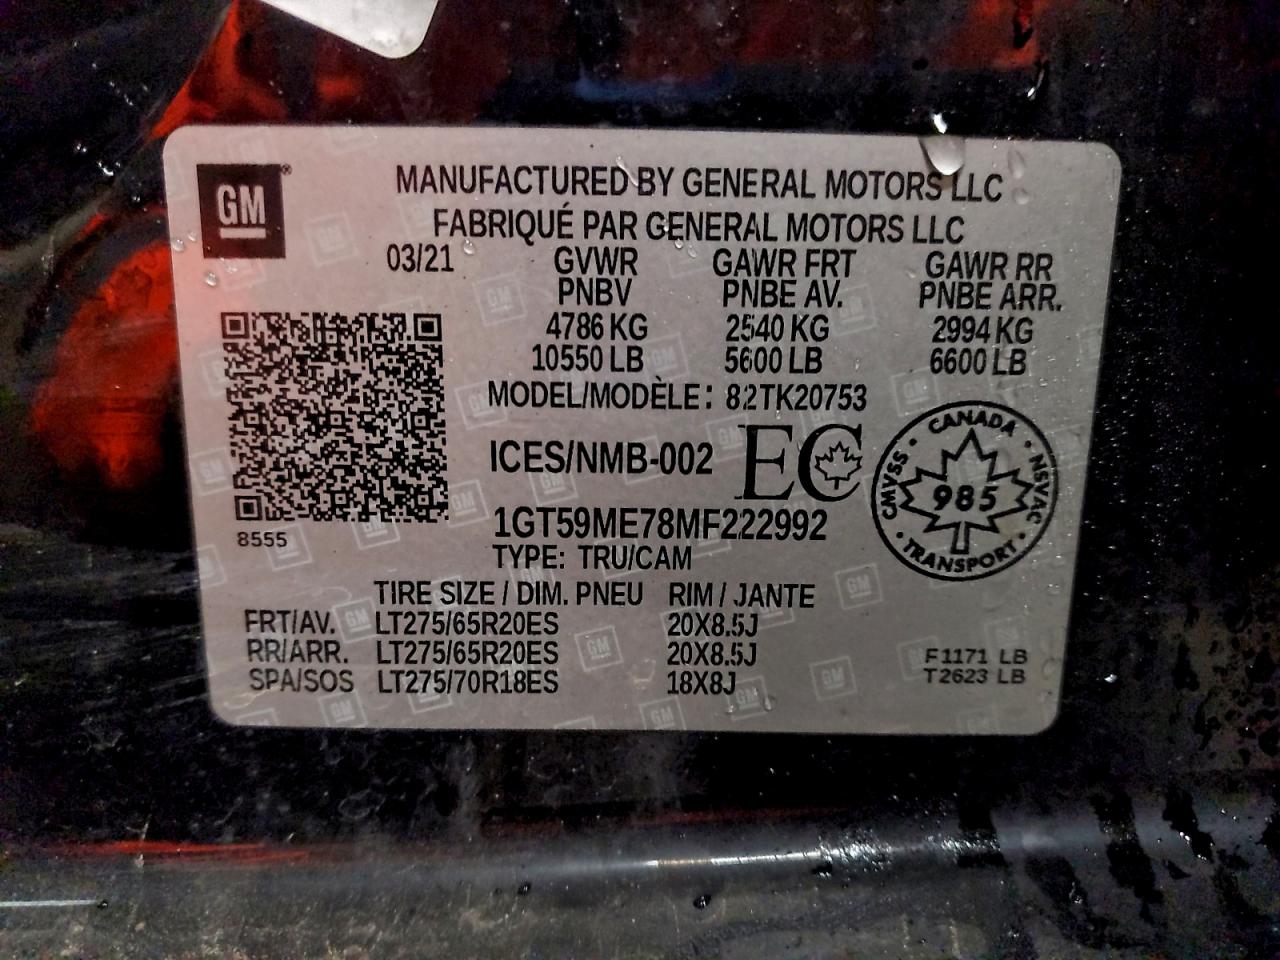 GM
MANUFACTURED BY GENERAL MOTORS LLC
FABRIQUÉ PAR GENERAL MOTORS LLC
03/21 GVWR GAWR FRT GAWR RR
PNBV PNBE AV. PNBE ARR.
4786 KG 2540 KG 2994 KG
10550 LB 5600 LB 6600 LB
MODEL/MODÈLE: 82TK20753
ICES/NMB-002 EC
CANADA
CMVSS 985 NSVAC
TRANSPORT
8555
1GT59ME78MF222992
TYPE: TRU/CAM
TIRE SIZE / DIM. PNEU RIM / JANTE
FRT/AV. LT275/65R20ES 20X8.5J
RR/ARR. LT275/65R20ES 20X8.5J
SPA/SOS LT275/70R18ES 18X8J
F1171 LB
T2623 LB